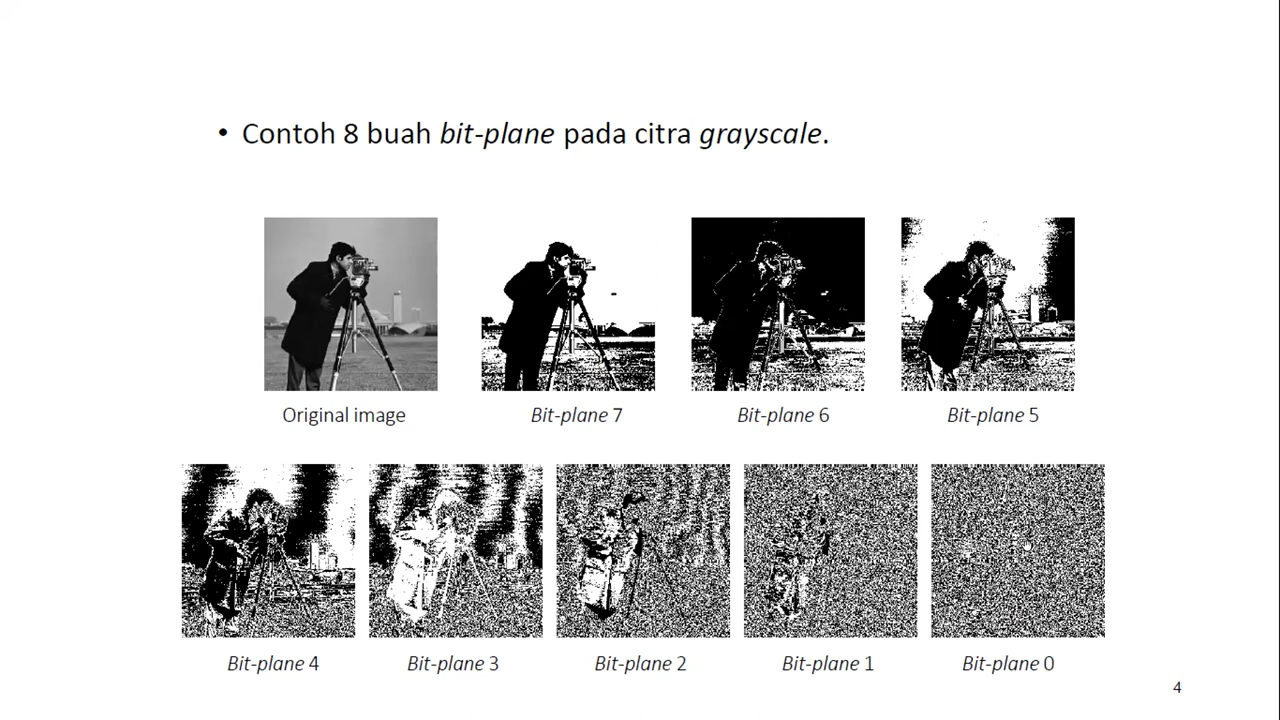 • Contoh 8 buah bit-plane pada citra grayscale.
Original image
Bit-plane 7
Bit-plane 6
Bit-plane 5
Bit-plane 4
Bit-plane 3
Bit-plane 2
Bit-plane 1
Bit-plane 0
4